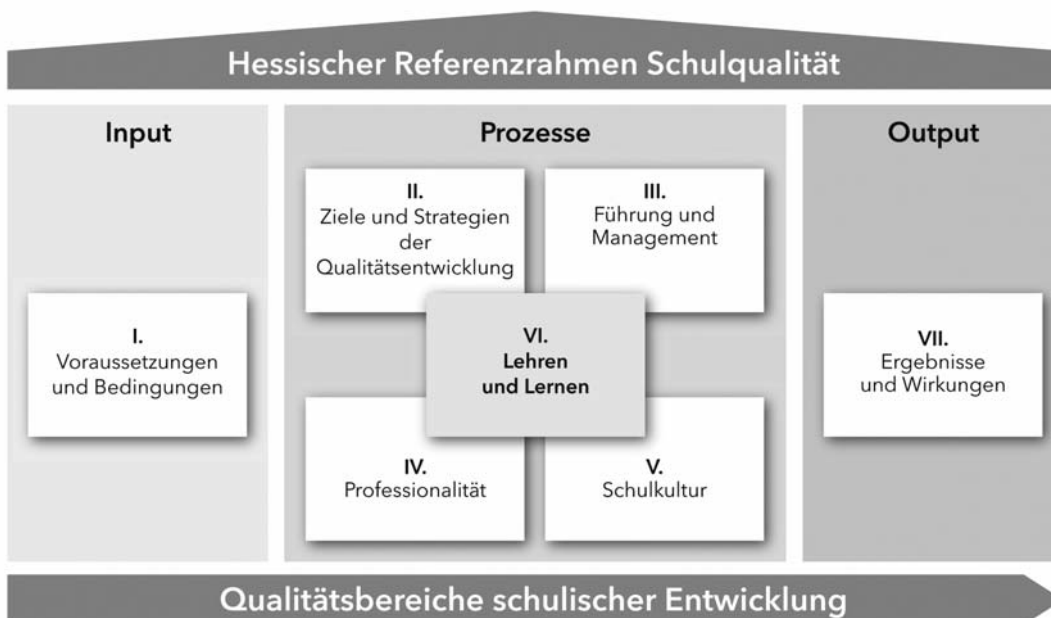 Hessischer Referenzrahmen Schulqualität
Input
I.
Voraussetzungen
und Bedingungen
Prozesse
II.
Ziele und Strategien
der
Qualitätsentwicklung
III.
Führung und
Management
VI.
Lehren
und Lernen
IV.
Professionalität
V.
Schulkultur
Output
VII.
Ergebnisse
und Wirkungen
Qualitätsbereiche schulischer Entwicklung